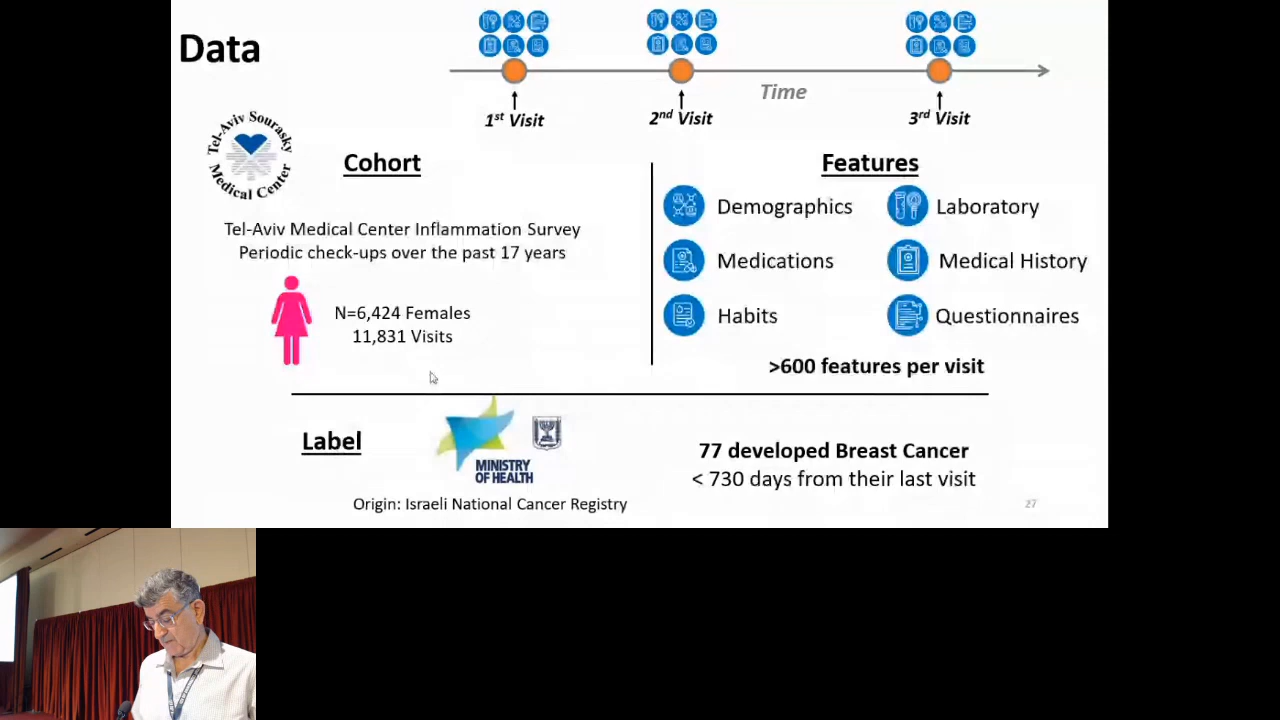 Data
Time
1st Visit
2nd Visit
3rd Visit
Tel-Aviv Sourasky
Medical Center
Cohort
Tel-Aviv Medical Center Inflammation Survey
Periodic check-ups over the past 17 years
N=6,424 Females
11,831 Visits
Features
Demographics
Laboratory
Medications
Medical History
Habits
Questionnaires
>600 features per visit
Label
MINISTRY
OF HEALTH
Origin: Israeli National Cancer Registry
77 developed Breast Cancer
< 730 days from their last visit
27